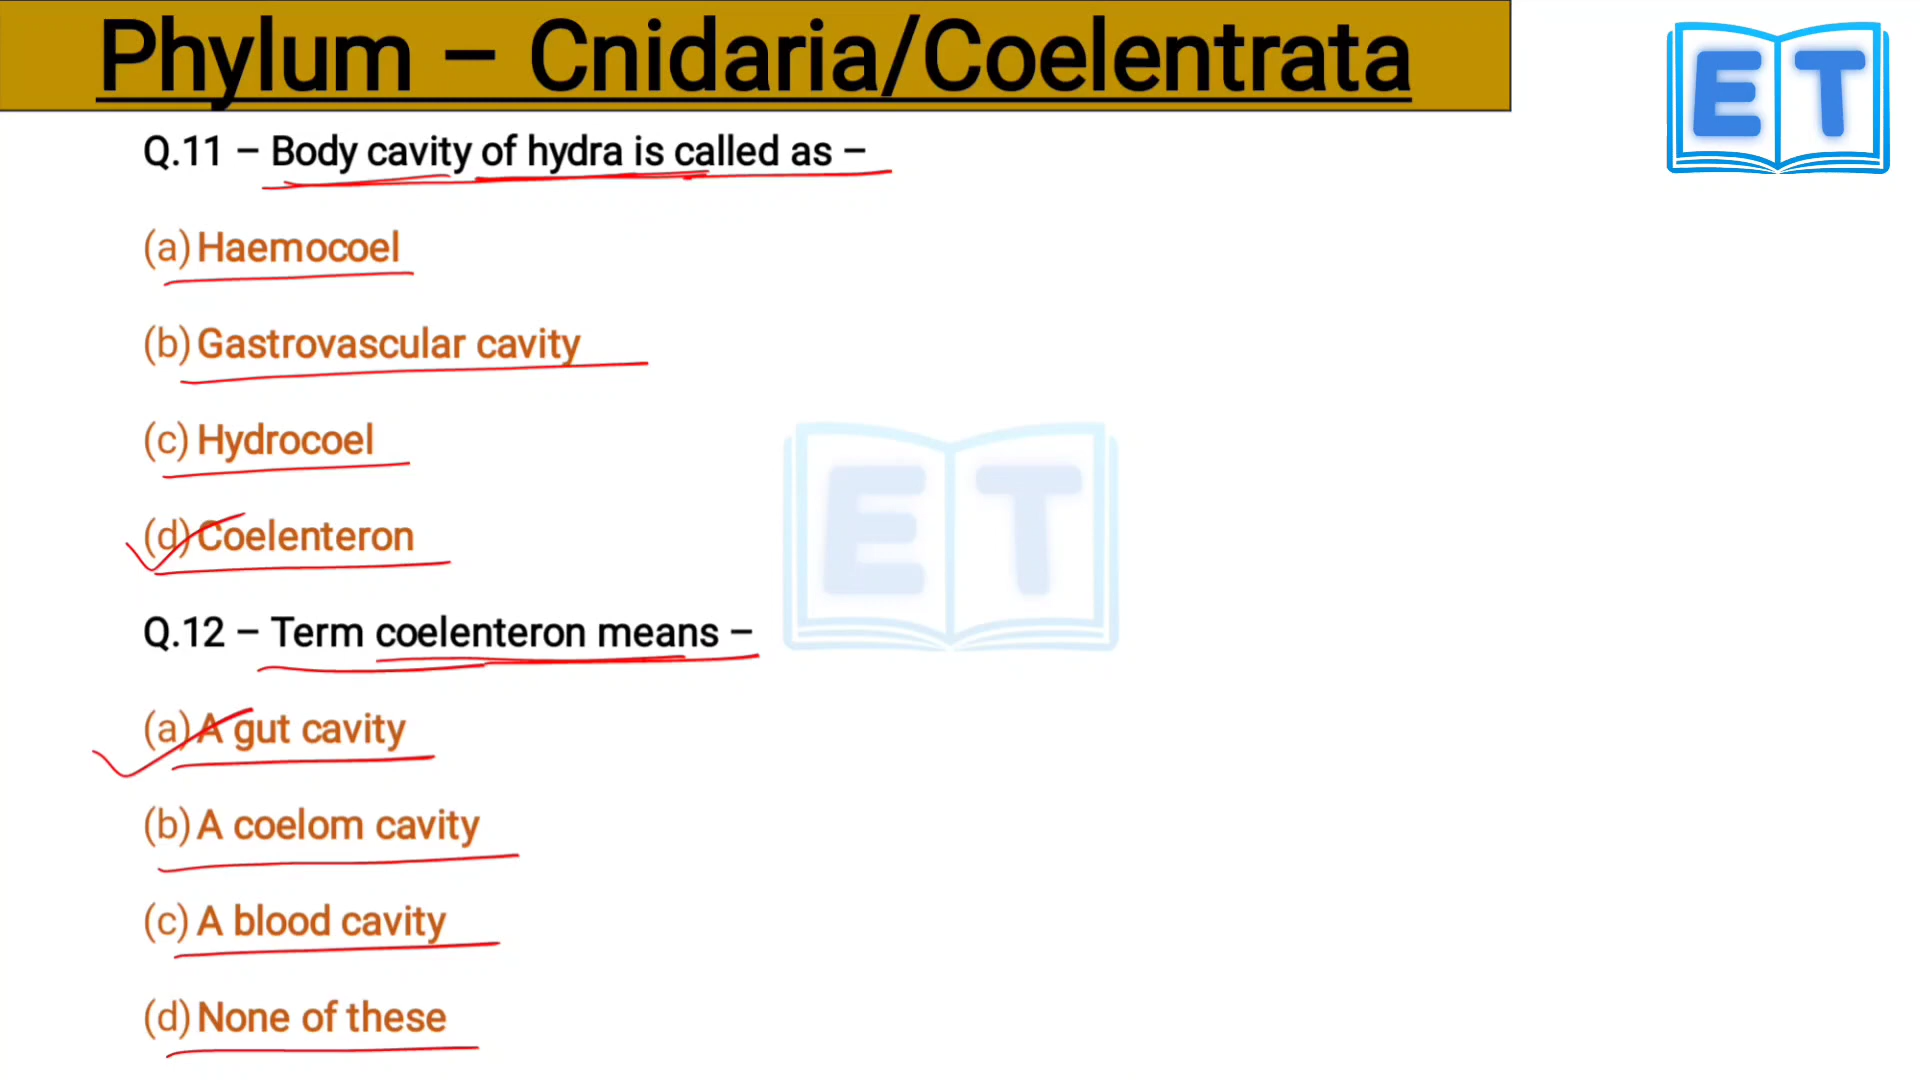 Phylum – Cnidaria/Coelentrata
ET
Q.11 – Body cavity of hydra is called as –
(a) Haemocoel
(b) Gastrovascular cavity
(c) Hydrocoel
(d) Coelenteron
ET
Q.12 – Term coelenteron means –
(a) A gut cavity
(b) A coelom cavity
(c) A blood cavity
(d) None of these